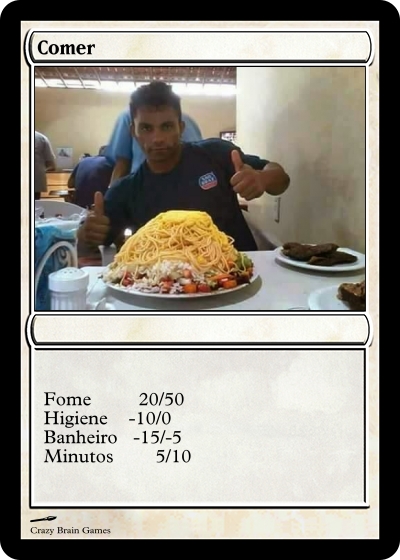 Comer
Fome 20/50
Higiene -10/0
Banheiro -15/-5
Minutos 5/10
Crazy Brain Games